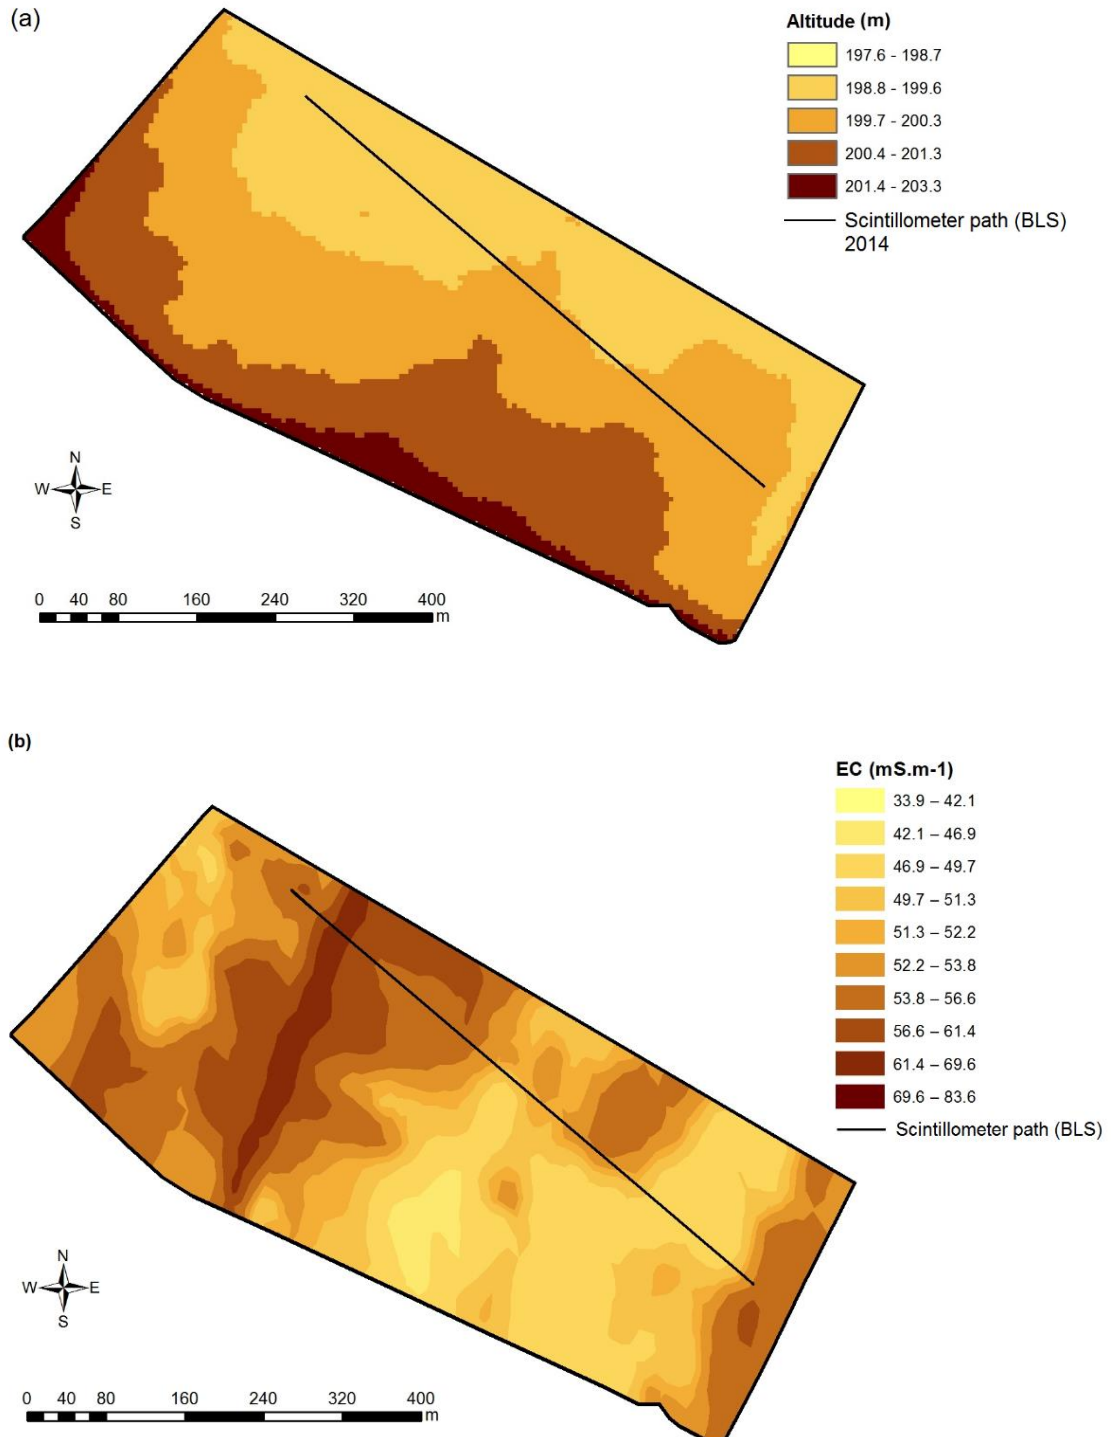 (a)
Altitude (m)
197.6 - 198.7
198.8 - 199.6
199.7 - 200.3
200.4 - 201.3
201.4 - 203.3
Scintillometer path (BLS)
2014
N
W E
S
0 40 80 160 240 320 400
m
(b)
EC (mS.m-1)
33.9 – 42.1
42.1 – 46.9
46.9 – 49.7
49.7 – 51.3
51.3 – 52.2
52.2 – 53.8
53.8 – 56.6
56.6 – 61.4
61.4 – 69.6
69.6 – 83.6
Scintillometer path (BLS)
N
W E
S
0 40 80 160 240 320 400
m